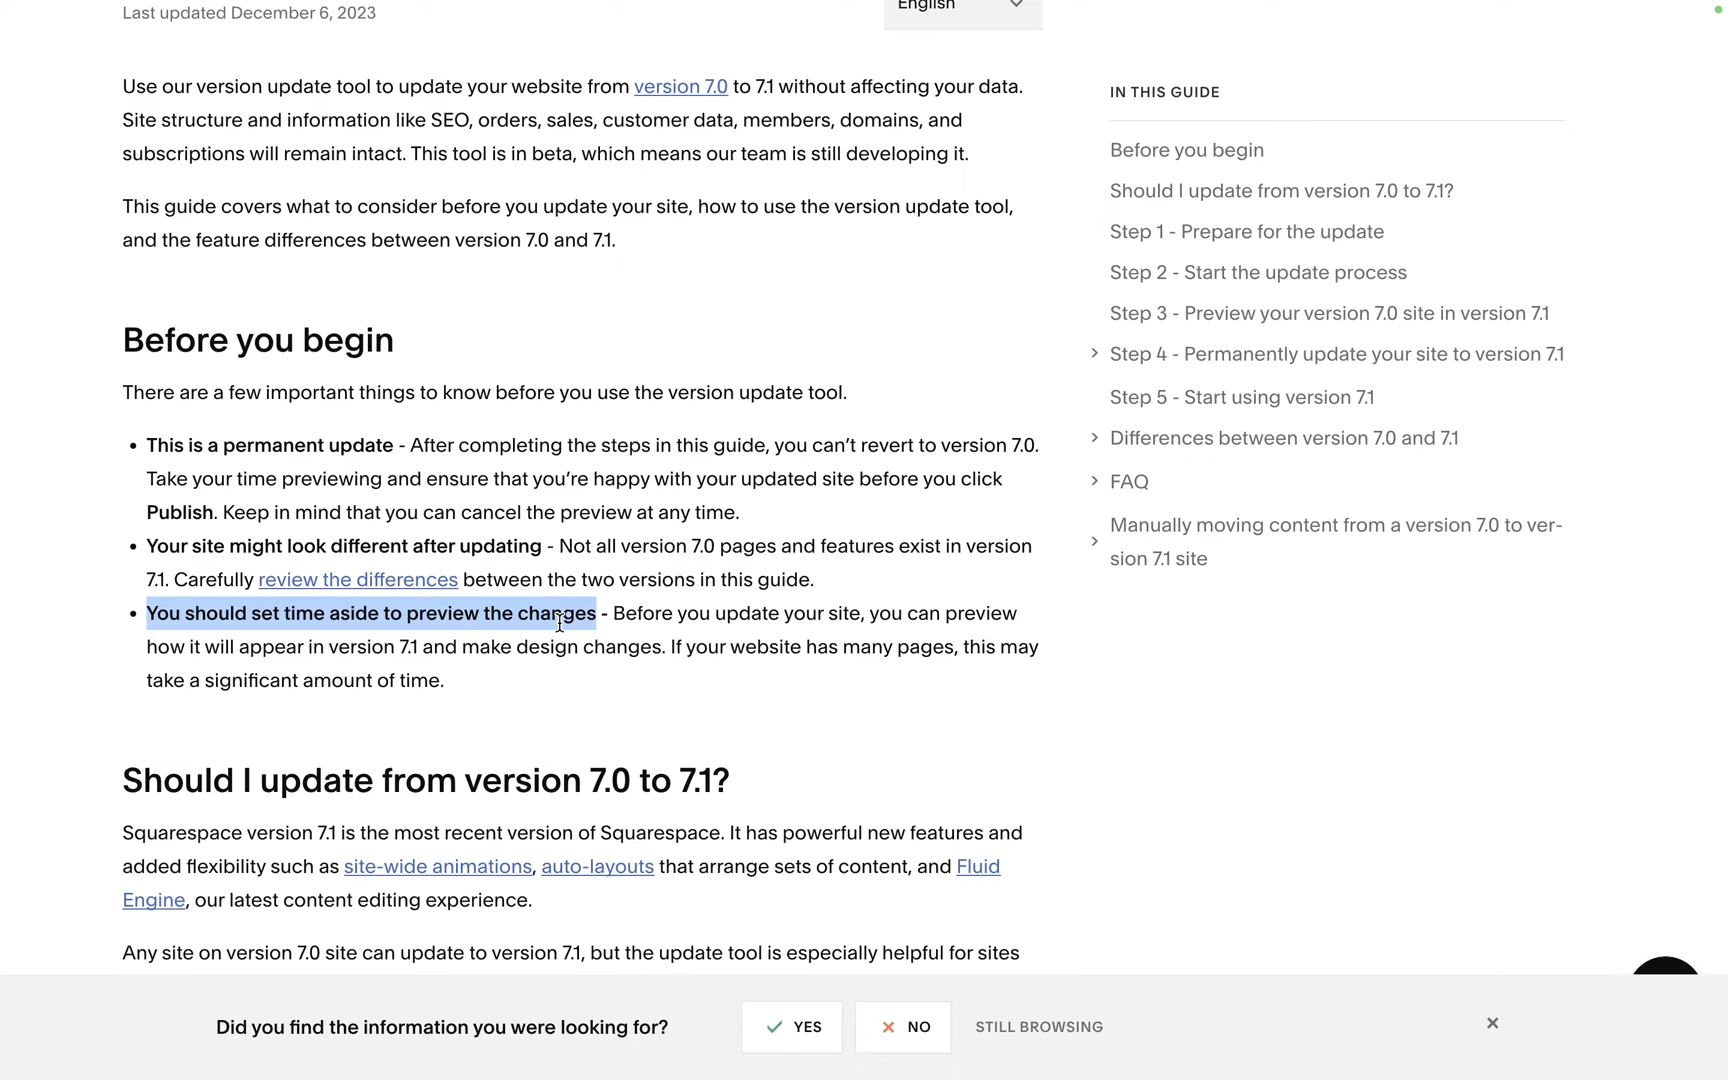 Last updated December 6, 2023
English
Use our version update tool to update your website from version 7.0 to 7.1 without affecting your data.
Site structure and information like SEO, orders, sales, customer data, members, domains, and
subscriptions will remain intact. This tool is in beta, which means our team is still developing it.
This guide covers what to consider before you update your site, how to use the version update tool,
and the feature differences between version 7.0 and 7.1.
Before you begin
There are a few important things to know before you use the version update tool.
• This is a permanent update - After completing the steps in this guide, you can’t revert to version 7.0.
Take your time previewing and ensure that you’re happy with your updated site before you click
Publish. Keep in mind that you can cancel the preview at any time.
• Your site might look different after updating - Not all version 7.0 pages and features exist in version
7.1. Carefully review the differences between the two versions in this guide.
• You should set time aside to preview the changes - Before you update your site, you can preview
how it will appear in version 7.1 and make design changes. If your website has many pages, this may
take a significant amount of time.
Should I update from version 7.0 to 7.1?
Squarespace version 7.1 is the most recent version of Squarespace. It has powerful new features and
added flexibility such as site-wide animations, auto-layouts that arrange sets of content, and Fluid
Engine, our latest content editing experience.
Any site on version 7.0 site can update to version 7.1, but the update tool is especially helpful for sites
IN THIS GUIDE
Before you begin
Should I update from version 7.0 to 7.1?
Step 1 - Prepare for the update
Step 2 - Start the update process
Step 3 - Preview your version 7.0 site in version 7.1
Step 4 - Permanently update your site to version 7.1
Step 5 - Start using version 7.1
Differences between version 7.0 and 7.1
FAQ
Manually moving content from a version 7.0 to ver-
sion 7.1 site
Did you find the information you were looking for?
YES
NO
STILL BROWSING